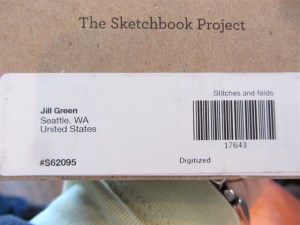 The Sketchbook Project
Stitches and folds
Jill Green
Seattle, WA
United States
17643
#S62095
Digitized